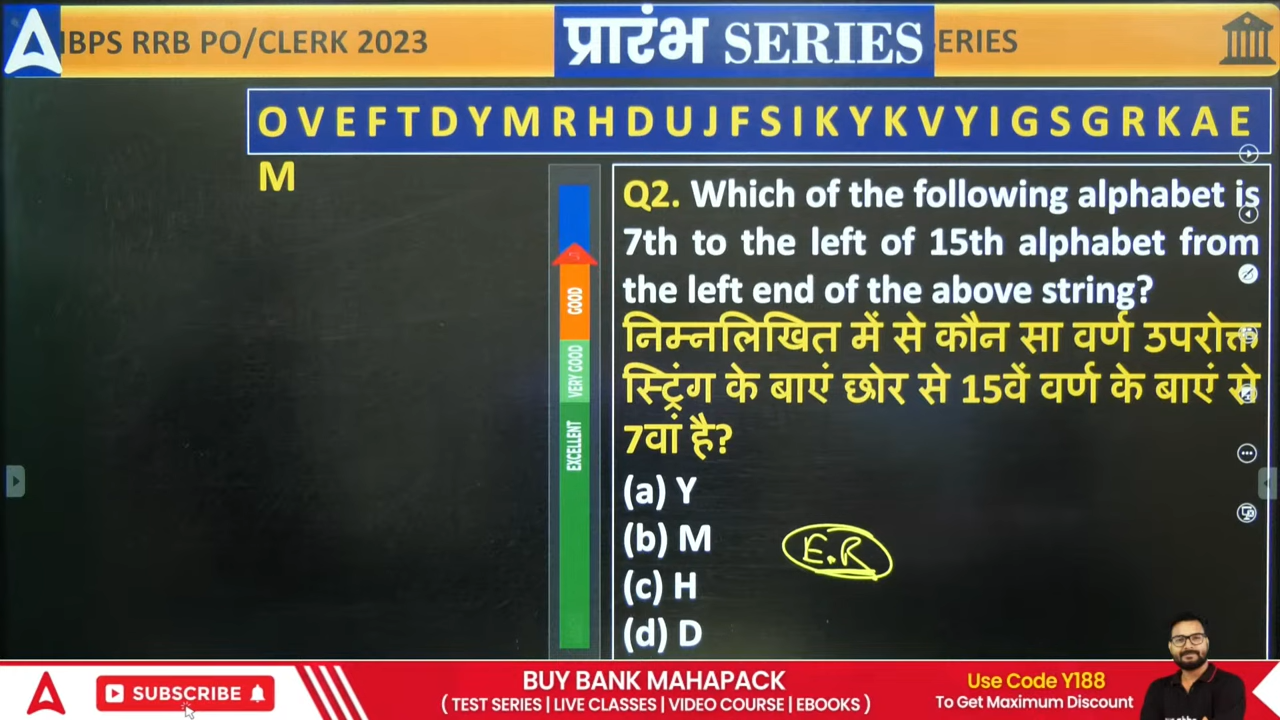 IBPS RRB PO/CLERK 2023
प्रारंभ SERIES
ERIES
O V E F T D Y M R H D U J F S I K Y K V Y I G S G R K A E
M
Q2. Which of the following alphabet is
7th to the left of 15th alphabet from
the left end of the above string?
निम्नलिखित में से कौन सा वर्ण उपरोक्त
स्ट्रिंग के बाएं छोर से 15वें वर्ण के बाएं से
7वां है?
(a) Y
(b) M
(c) H
(d) D
E.R
GOOD
VERY GOOD
EXCELLENT
SUBSCRIBE
BUY BANK MAHAPACK
( TEST SERIES | LIVE CLASSES | VIDEO COURSE | EBOOKS )
Use Code Y188
To Get Maximum Discount